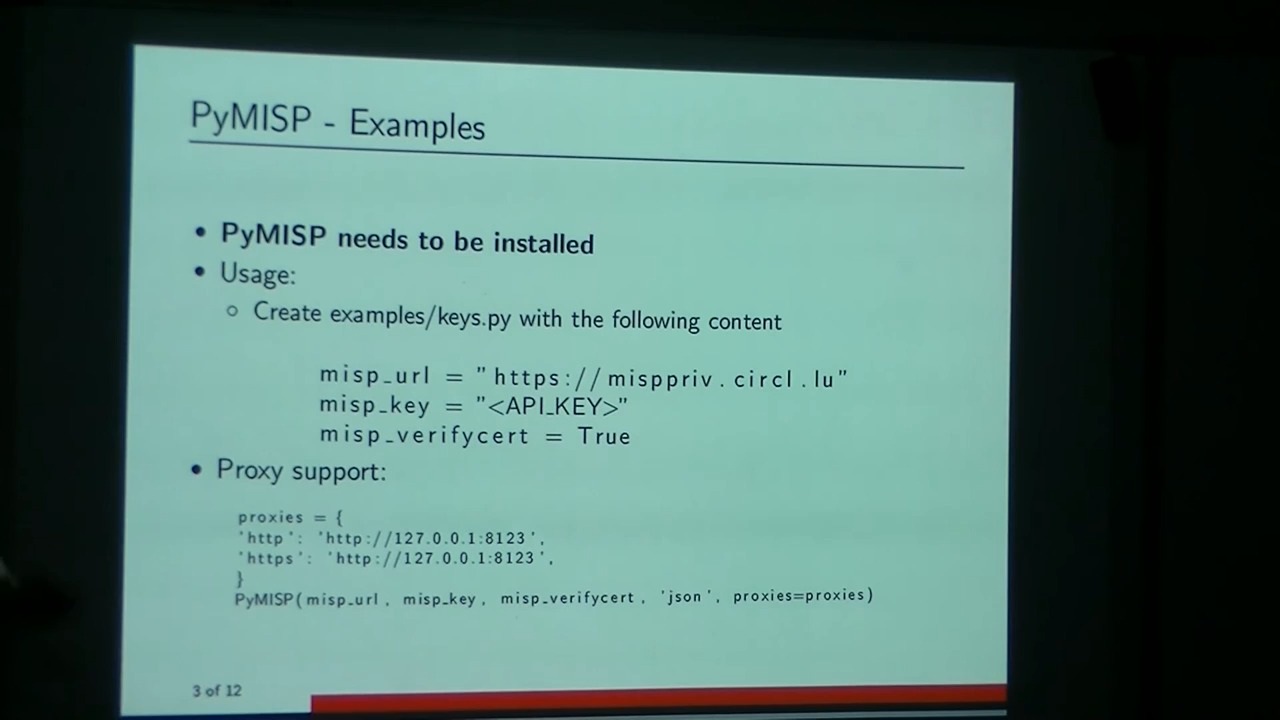 PyMISP - Examples
• PyMISP needs to be installed
• Usage:
○ Create examples/keys.py with the following content
misp_url = "https://misppriv.circl.lu"
misp_key = "<API_KEY>"
misp_verifycert = True
• Proxy support:
proxies = {
'http': 'http://127.0.0.1:8123',
'https': 'http://127.0.0.1:8123',
}
PyMISP(misp_url, misp_key, misp_verifycert, 'json', proxies=proxies)
3 of 12